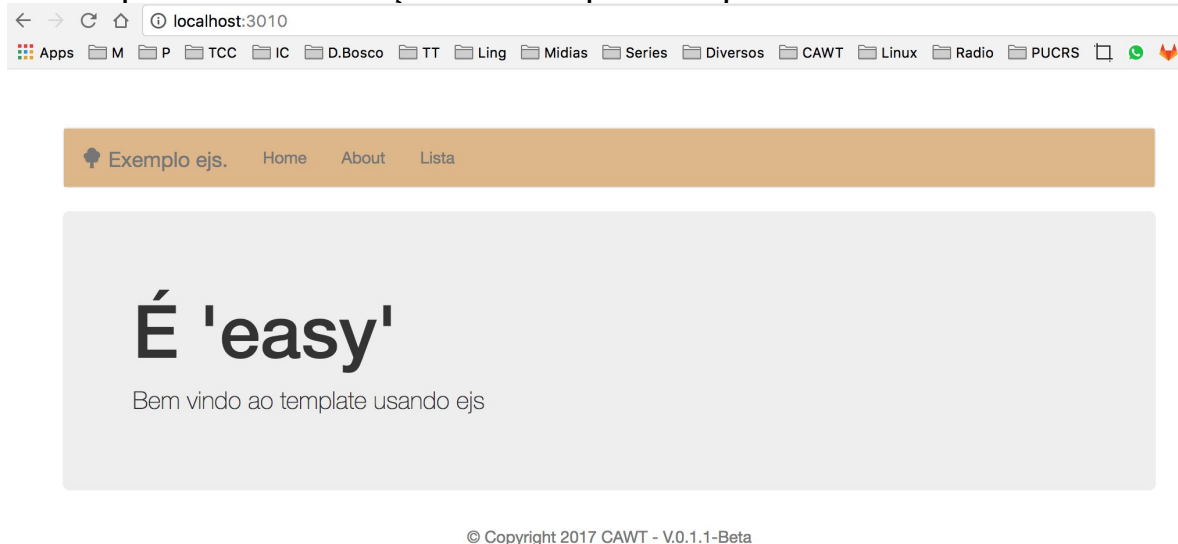 localhost:3010
Apps M P TCC IC D.Bosco TT Ling Midias Series Diversos CAWT Linux Radio PUCRS
Exemplo ejs. Home About Lista
É 'easy'
Bem vindo ao template usando ejs
© Copyright 2017 CAWT - V.0.1.1-Beta